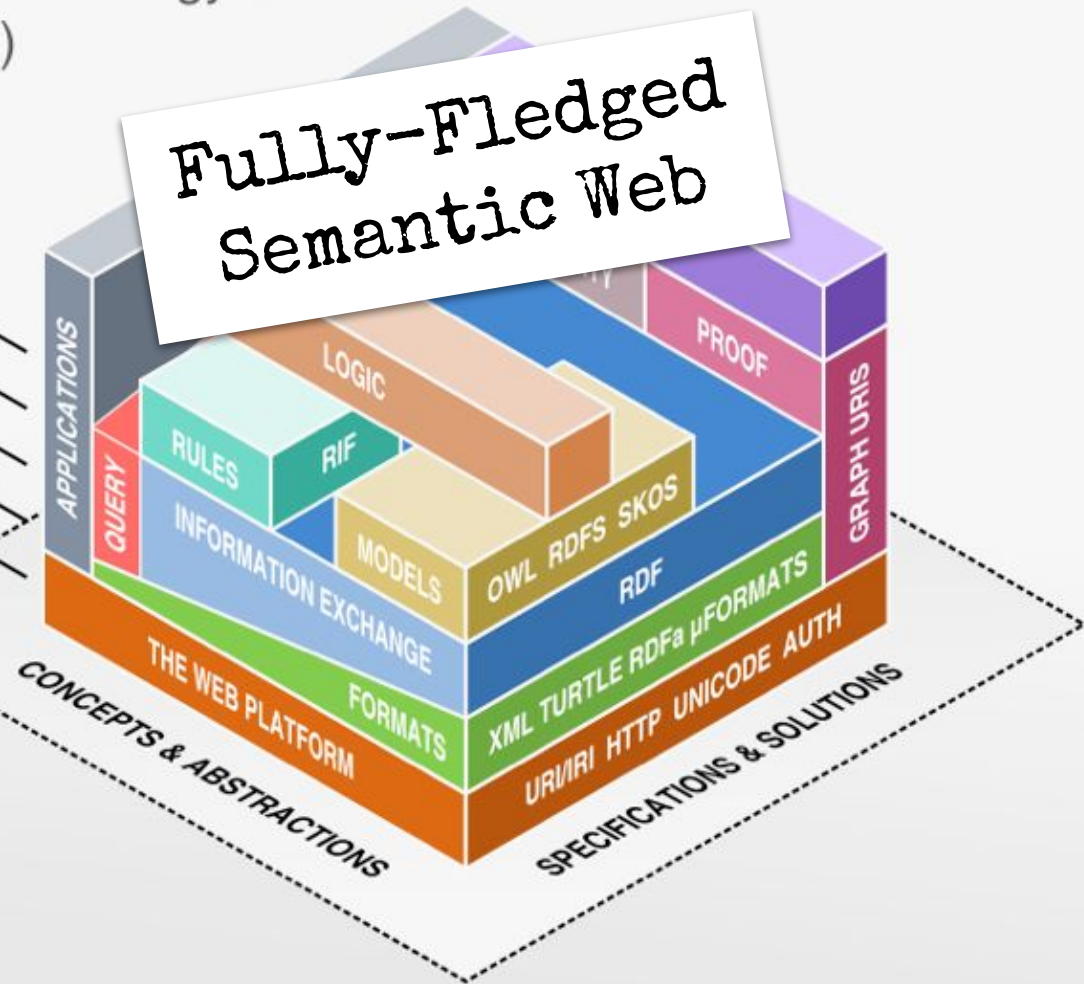 )
Fully-Fledged
Semantic Web
APPLICATIONS
LOGIC
PROOF
RULES
RIF
GRAPH URIS
QUERY
INFORMATION EXCHANGE
MODELS
OWL RDFS SKOS
RDF
THE WEB PLATFORM
FORMATS
XML TURTLE RDFa µFORMATS
URI/IRI HTTP UNICODE AUTH
CONCEPTS & ABSTRACTIONS
SPECIFICATIONS & SOLUTIONS